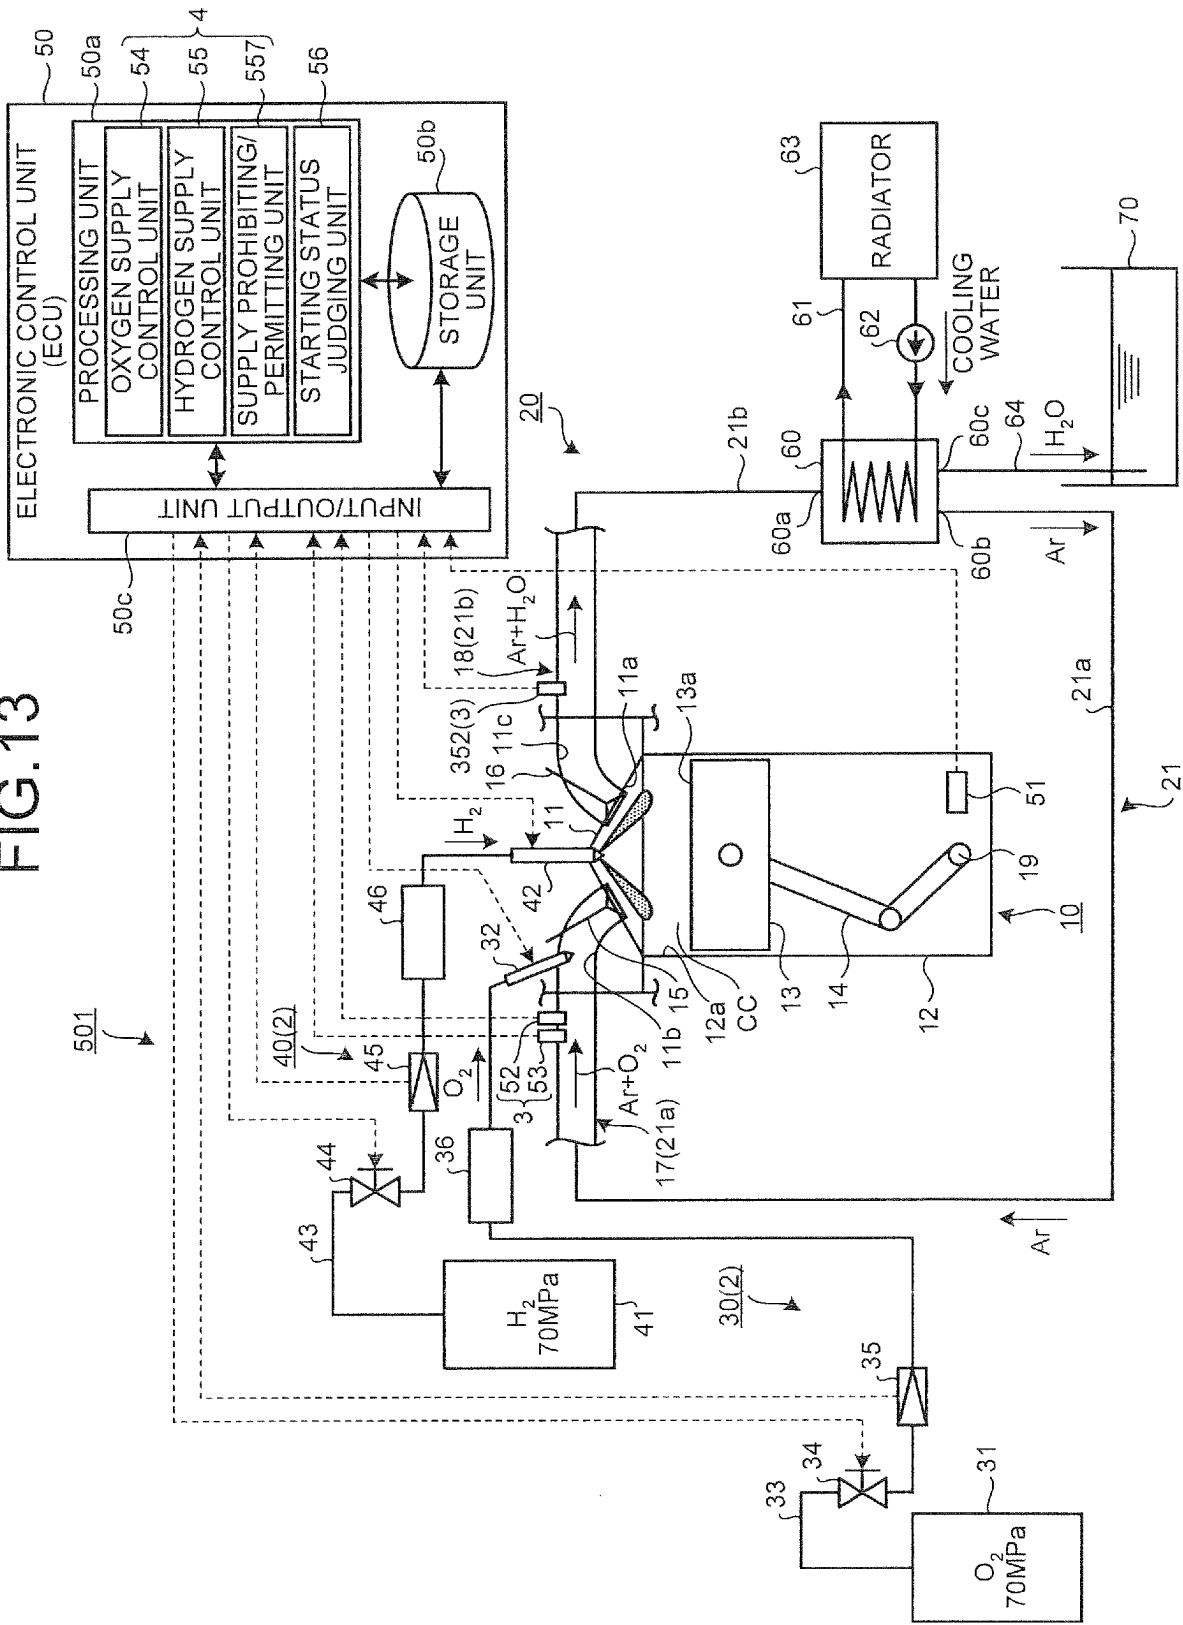 FIG.13
ELECTRONIC CONTROL UNIT
(ECU)
50
PROCESSING UNIT
50a
OXYGEN SUPPLY
CONTROL UNIT
54
HYDROGEN SUPPLY
CONTROL UNIT
55
SUPPLY PROHIBITING/
PERMITTING UNIT
557
4
STARTING STATUS
JUDGING UNIT
56
STORAGE
UNIT
50b
INPUT/OUTPUT UNIT
50c
501
40(2)
43
44
45
46
H2
42
H2
70MPa
41
O2
36
32
3
52
53
17(21a)
Ar+O2
11b
15
12a
CC
11
16
11c
352(3)
18(21b)
Ar+H2O
11a
13a
20
21b
60a
60
60b
60c
61
62
63
RADIATOR
COOLING
WATER
64
H2O
70
Ar
21a
21
51
19
10
14
13
12
Ar
30(2)
35
34
33
31
O2
70MPa